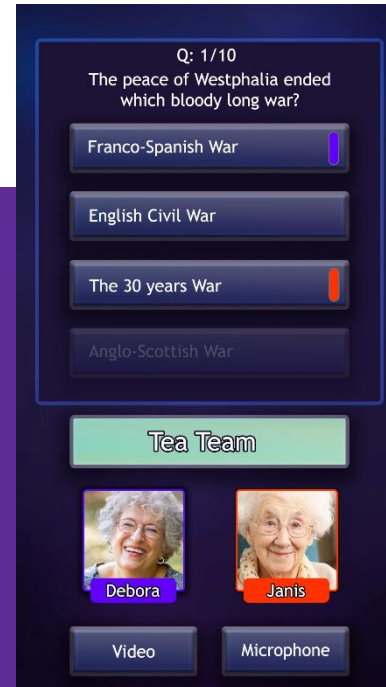 Q: 1/10
The peace of Westphalia ended
which bloody long war?
Franco-Spanish War
English Civil War
The 30 years War
Anglo-Scottish War
Tea Team
Debora
Janis
Video
Microphone